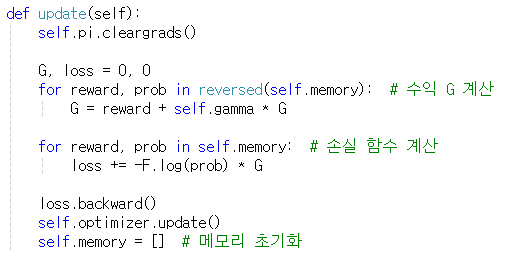 def update(self):
    self.pi.cleargrads()

    G, loss = 0, 0
    for reward, prob in reversed(self.memory):  # 수익 G 계산
        G = reward + self.gamma * G

    for reward, prob in self.memory:  # 손실 함수 계산
        loss += -F.log(prob) * G

    loss.backward()
    self.optimizer.update()
    self.memory = []  # 메모리 초기화